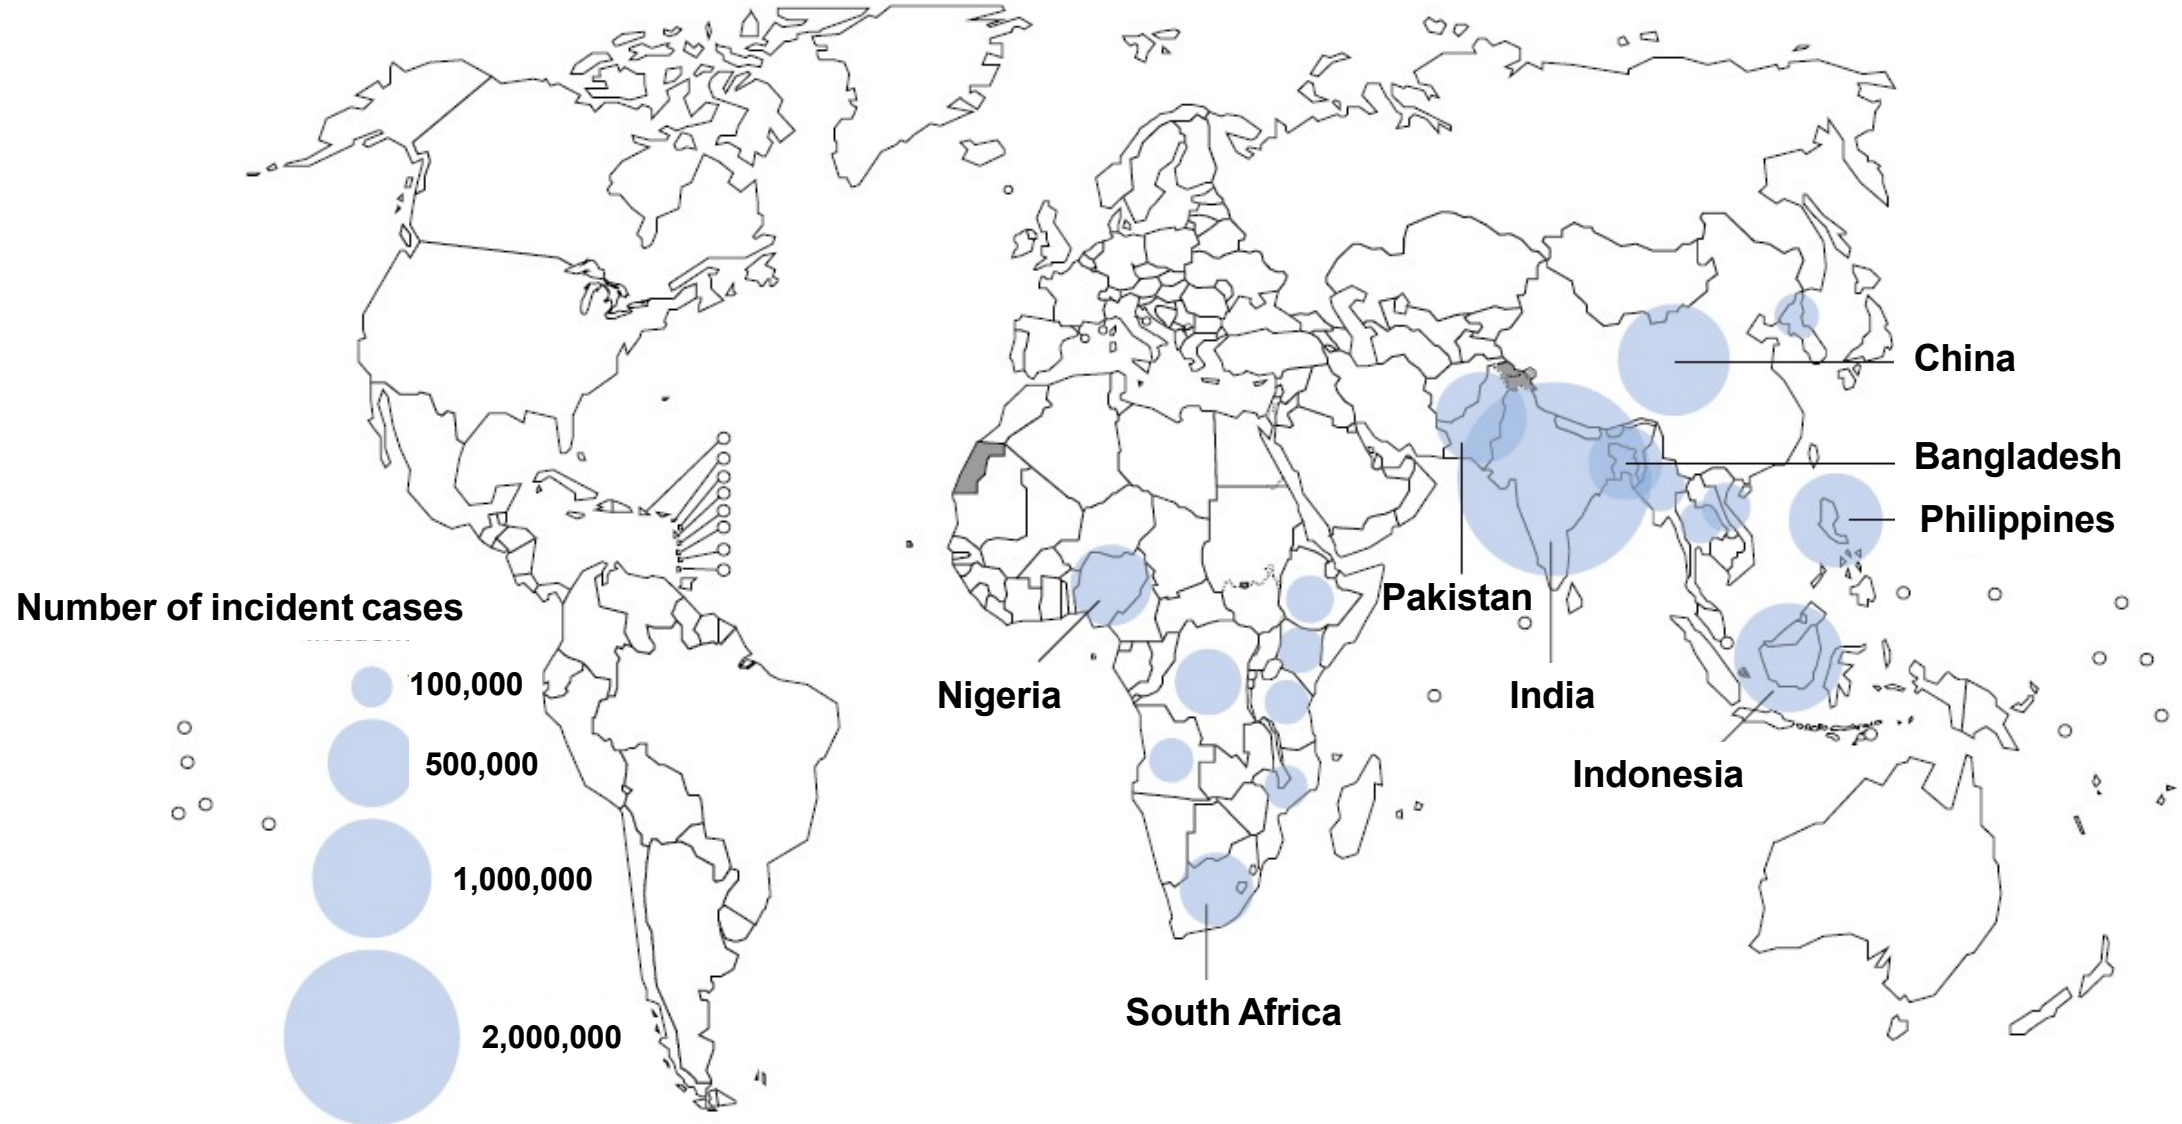 China
Bangladesh
Philippines
Pakistan
Number of incident cases
100,000
Nigeria
India
500,000
Indonesia
1,000,000
South Africa
2,000,000